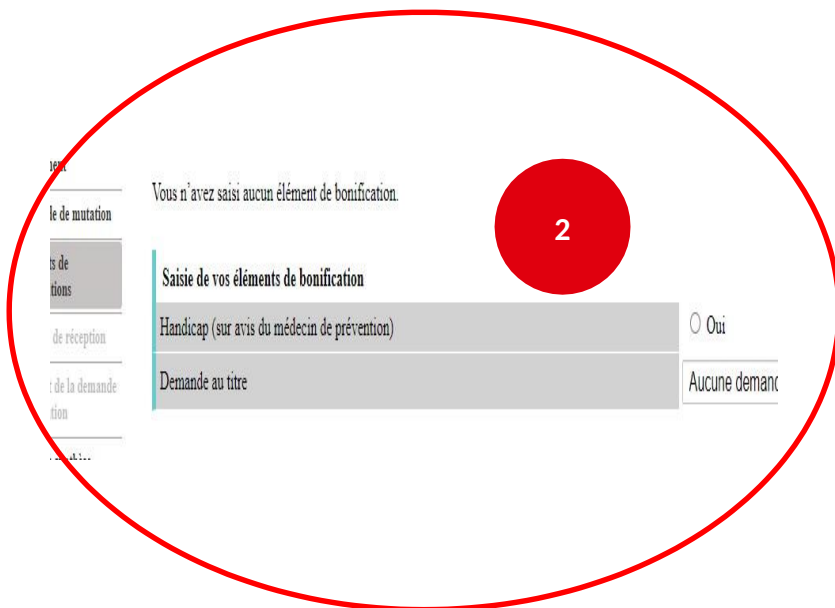 le de mutation
ts de
tions
de réception
de la demande
tion
Vous n’avez saisi aucun élément de bonification.
2
Saisie de vos éléments de bonification
Handicap (sur avis du médecin de prévention)
Oui
Demande au titre
Aucune demand